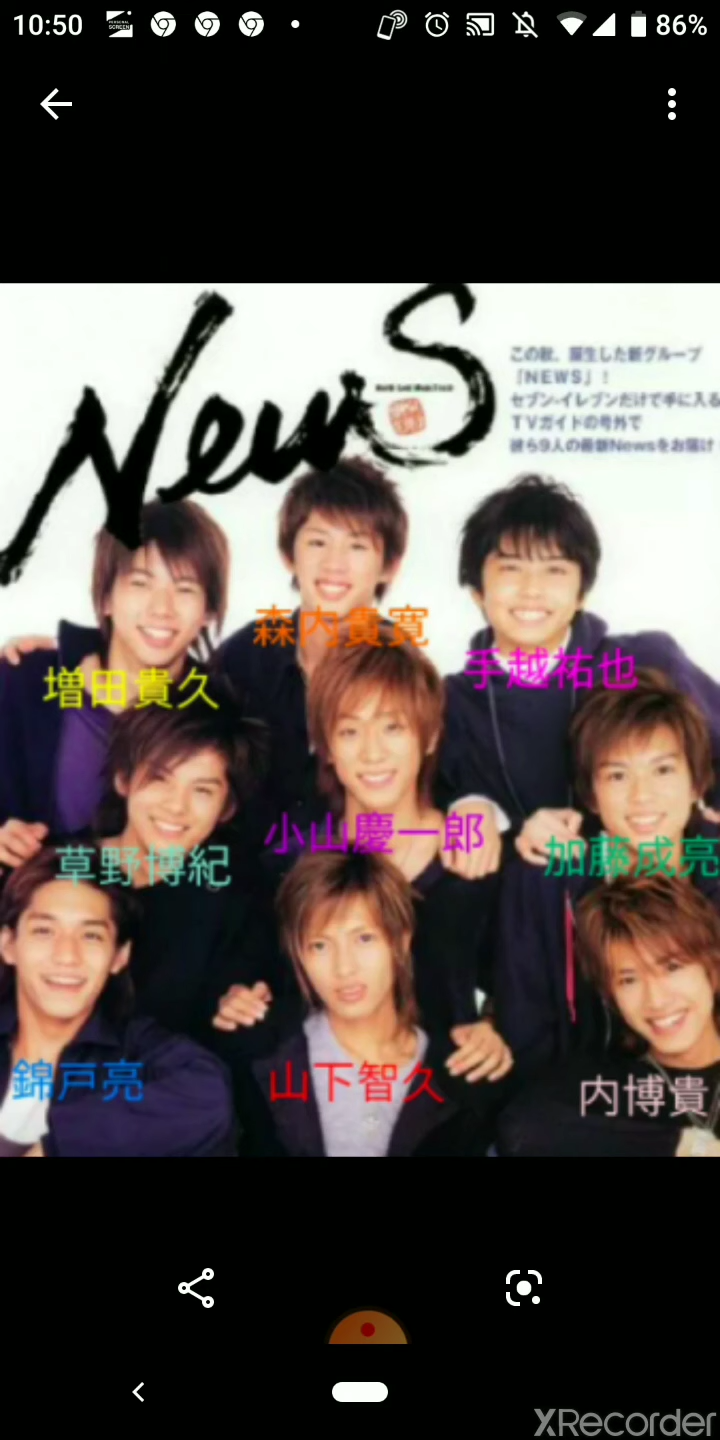 10:50
86%
NewS
この秋、誕生した新グループ
「NEWS」!
セブン-イレブンだけで手に入る
TVガイドの号外で
彼ら9人の最新Newsをお届け
森内貴寛
手越祐也
増田貴久
小山慶一郎
加藤成亮
草野博紀
錦戸亮
山下智久
内博貴
XRecorder